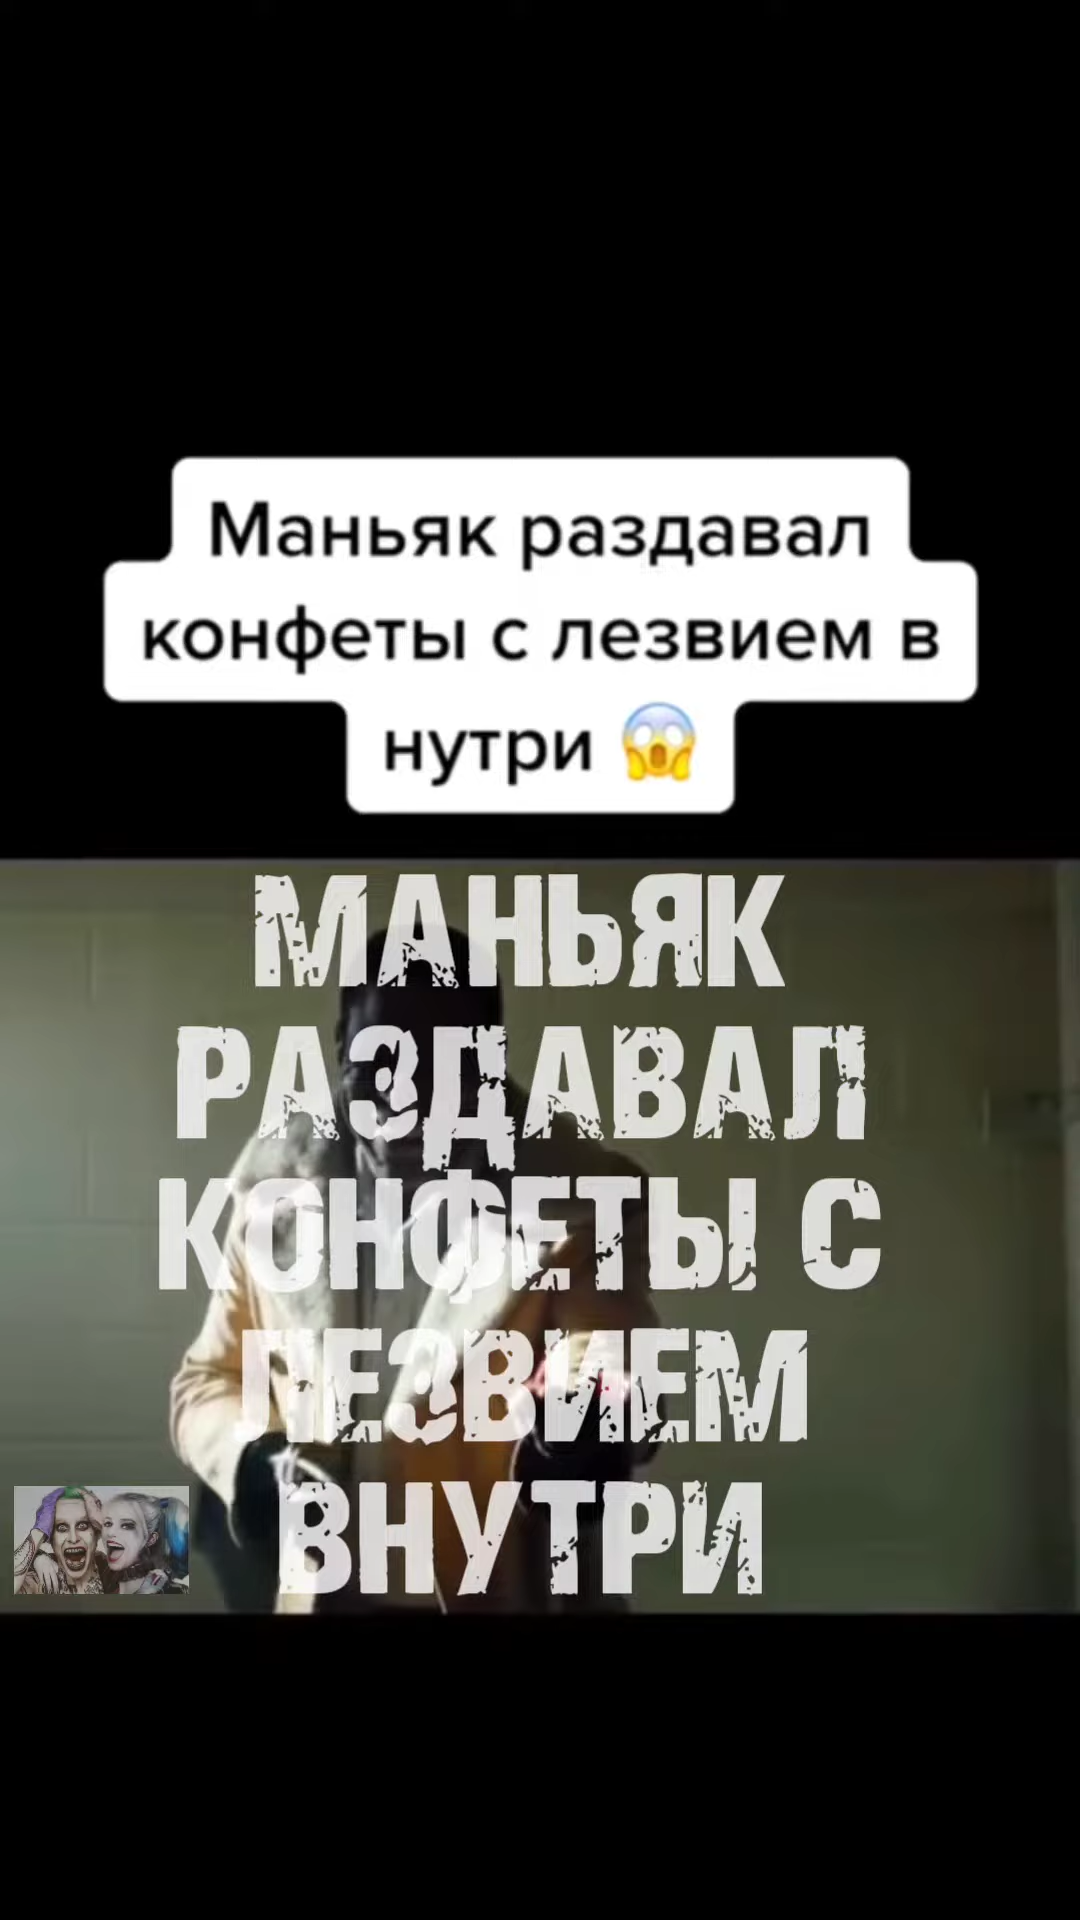 Маньяк раздавал
конфеты с лезвием в
нутри 😱
МАНЬЯК
РАЗДАВАЛ
КОНФЕТЫ С
ЛЕЗВИЕМ
ВНУТРИ